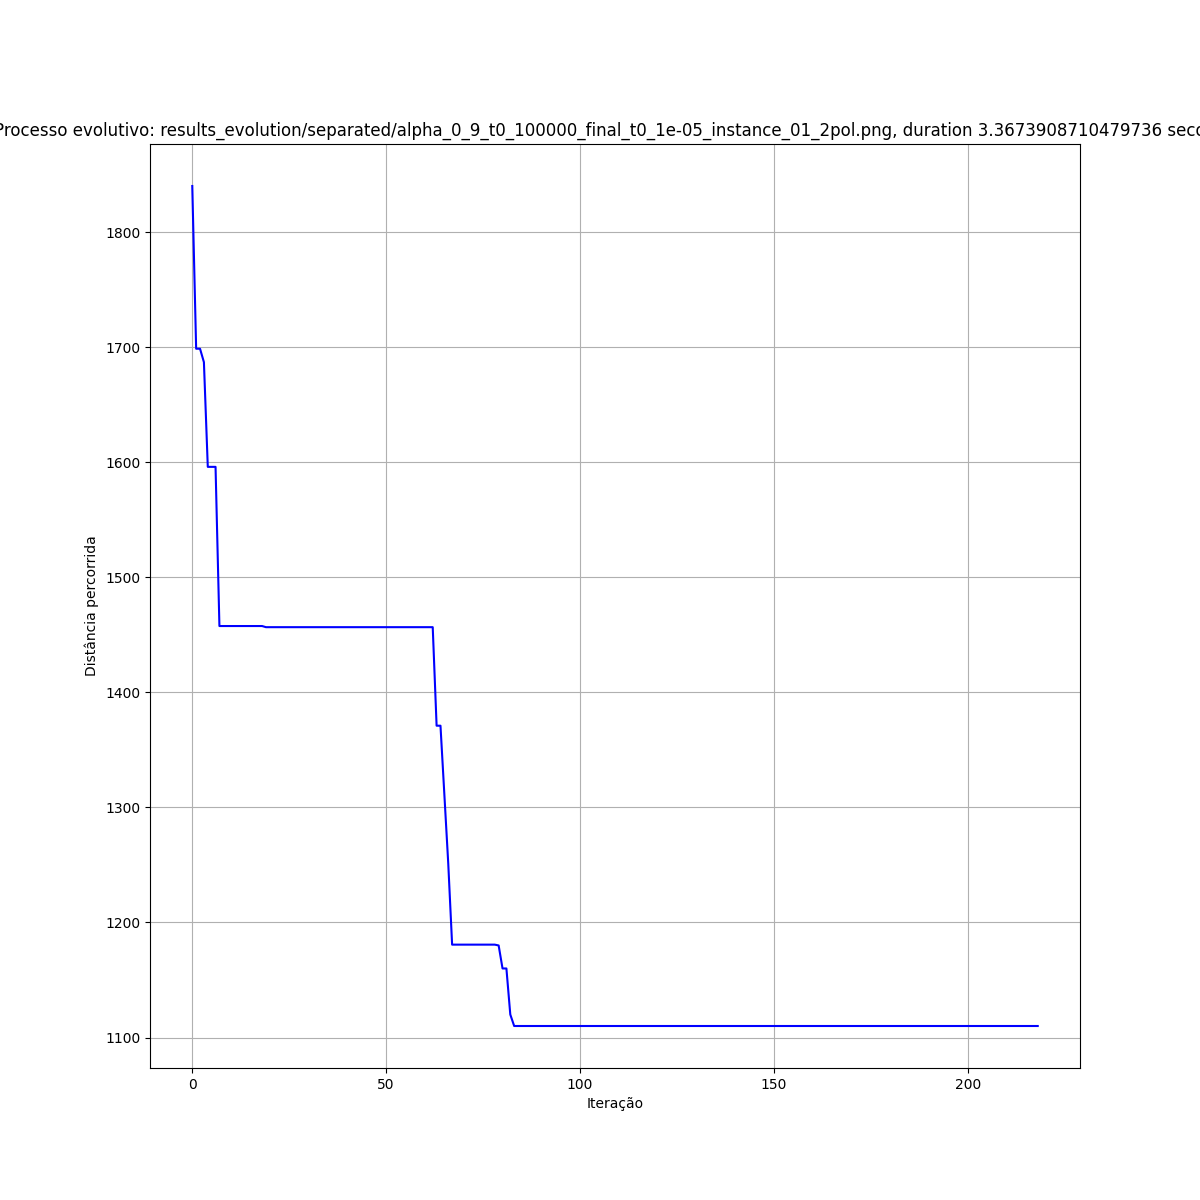 Processo evolutivo: results_evolution/separated/alpha_0_9_t0_100000_final_t0_1e-05_instance_01_2pol.png, duration 3.3673908710479736 seco
1800
1700
1600
1500
1400
1300
1200
1100
Distância percorrida
0 50 100 150 200
Iteração